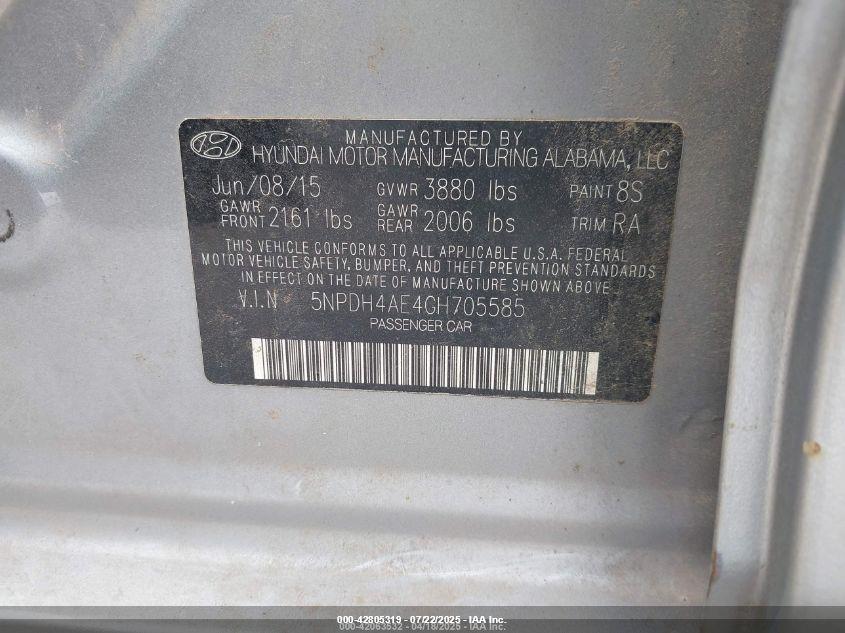 MANUFACTURED BY
HYUNDAI MOTOR MANUFACTURING ALABAMA, LLC
Jun/08/15 GVWR 3880 lbs PAINT 8S
GAWR FRONT 2161 lbs GAWR REAR 2006 lbs TRIM RA
THIS VEHICLE CONFORMS TO ALL APPLICABLE U.S.A. FEDERAL
MOTOR VEHICLE SAFETY, BUMPER, AND THEFT PREVENTION STANDARDS
IN EFFECT ON THE DATE OF MANUFACTURE SHOWN ABOVE.
V.I.N 5NPDH4AE4GH705585
PASSENGER CAR
000-42805319 - 07/22/2025 - IAA Inc.
000-42063532 - 04/18/2025 - IAA Inc.